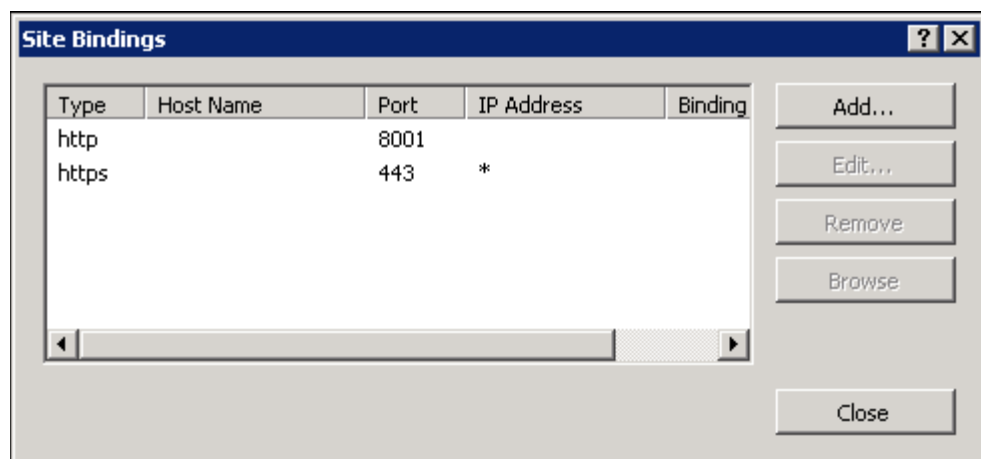 Site Bindings
Type Host Name Port IP Address Binding
http 8001
https 443 *
Add...
Edit...
Remove
Browse
Close